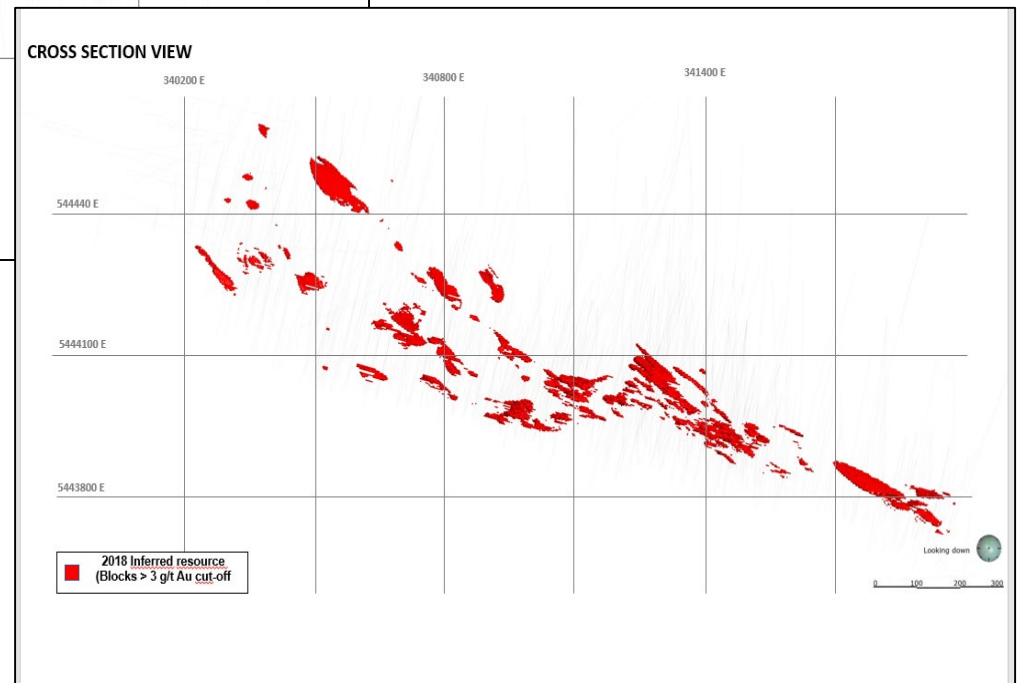 CROSS SECTION VIEW
340200 E
340800 E
341400 E
544440 E
5444100 E
5443800 E
2018 Inferred resource
(Blocks > 3 g/t Au cut-off
Looking down
0 100 200 300